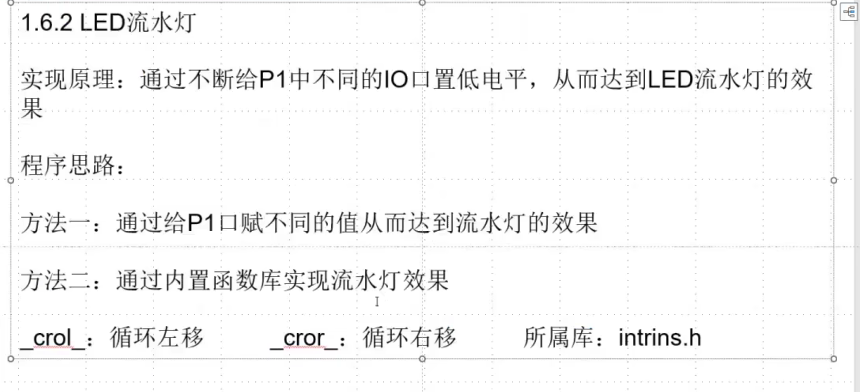 1.6.2 LED流水灯
实现原理：通过不断给P1中不同的IO口置低电平，从而达到LED流水灯的效
果
程序思路：
方法一：通过给P1口赋不同的值从而达到流水灯的效果
方法二：通过内置函数库实现流水灯效果
_crol_：循环左移 _cror_：循环右移 所属库：intrins.h